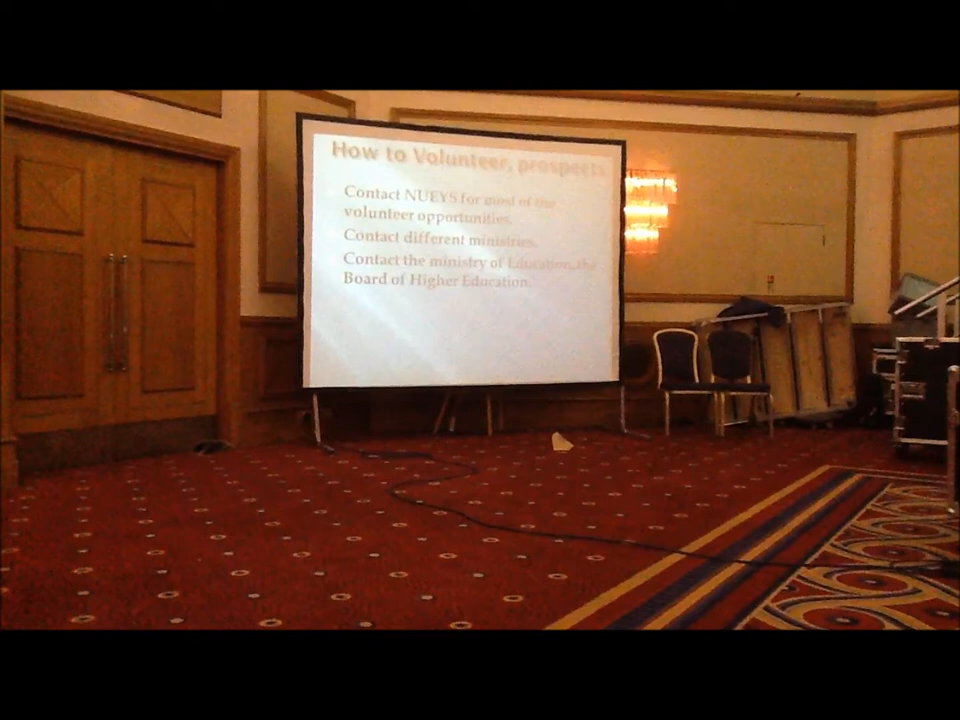 How to Volunteer, prospects
Contact NUEYS for most of the
volunteer opportunities.
Contact different ministries.
Contact the ministry of Education, the
Board of Higher Education.